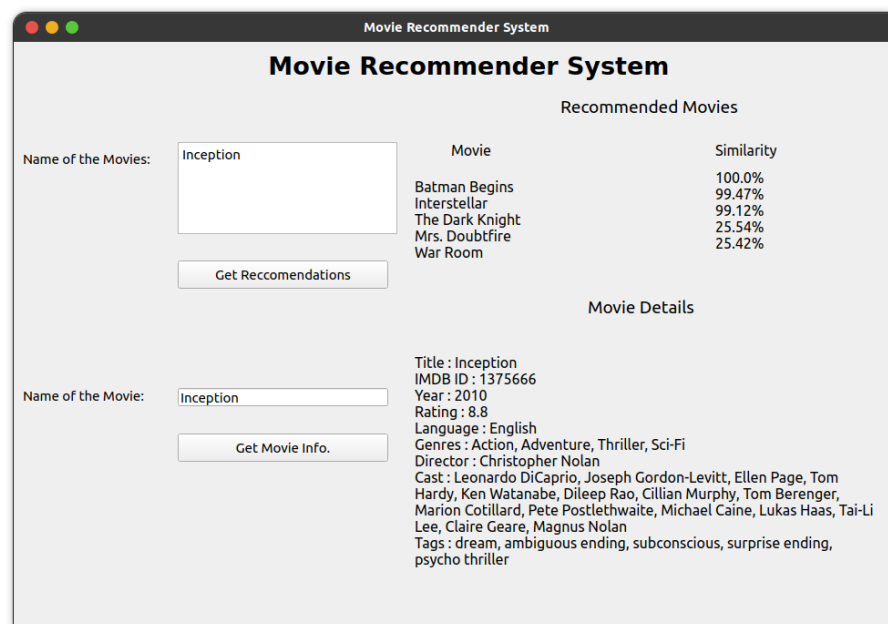 Movie Recommender System
Movie Recommender System
Recommended Movies
Name of the Movies:
Inception
Get Reccomendations
Movie Similarity
Batman Begins 100.0%
Interstellar 99.47%
The Dark Knight 99.12%
Mrs. Doubtfire 25.54%
War Room 25.42%
Movie Details
Name of the Movie:
Inception
Get Movie Info.
Title : Inception
IMDB ID : 1375666
Year : 2010
Rating : 8.8
Language : English
Genres : Action, Adventure, Thriller, Sci-Fi
Director : Christopher Nolan
Cast : Leonardo DiCaprio, Joseph Gordon-Levitt, Ellen Page, Tom
Hardy, Ken Watanabe, Dileep Rao, Cillian Murphy, Tom Berenger,
Marion Cotillard, Pete Postlethwaite, Michael Caine, Lukas Haas, Tai-Li
Lee, Claire Geare, Magnus Nolan
Tags : dream, ambiguous ending, subconscious, surprise ending,
psycho thriller